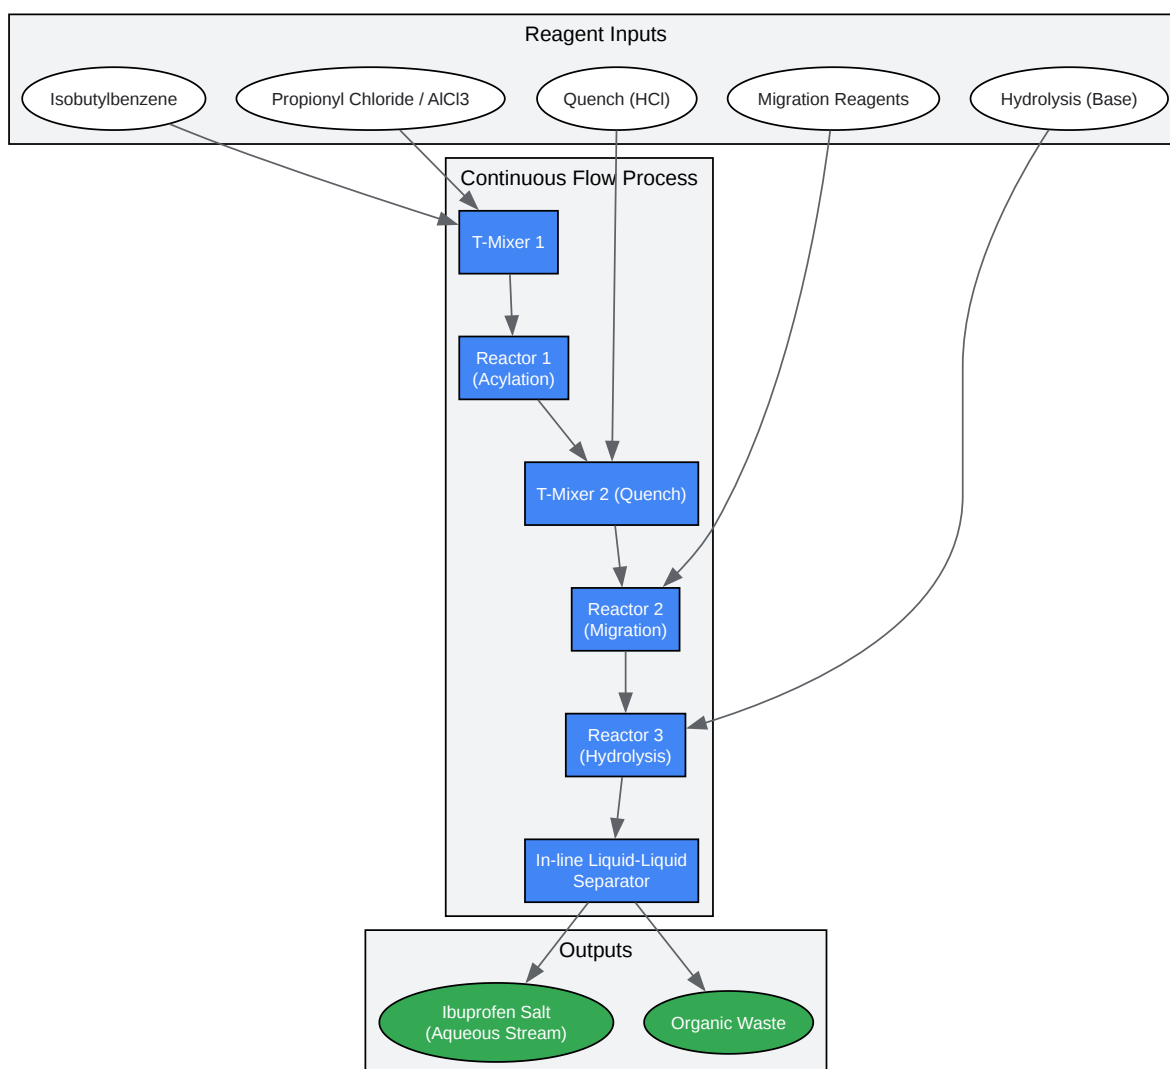 Reagent Inputs
Isobutylbenzene
Propionyl Chloride / AlCl3
Quench (HCl)
Migration Reagents
Hydrolysis (Base)
Continuous Flow Process
T-Mixer 1
Reactor 1
(Acylation)
T-Mixer 2 (Quench)
Reactor 2
(Migration)
Reactor 3
(Hydrolysis)
In-line Liquid-Liquid
Separator
Outputs
Ibuprofen Salt
(Aqueous Stream)
Organic Waste